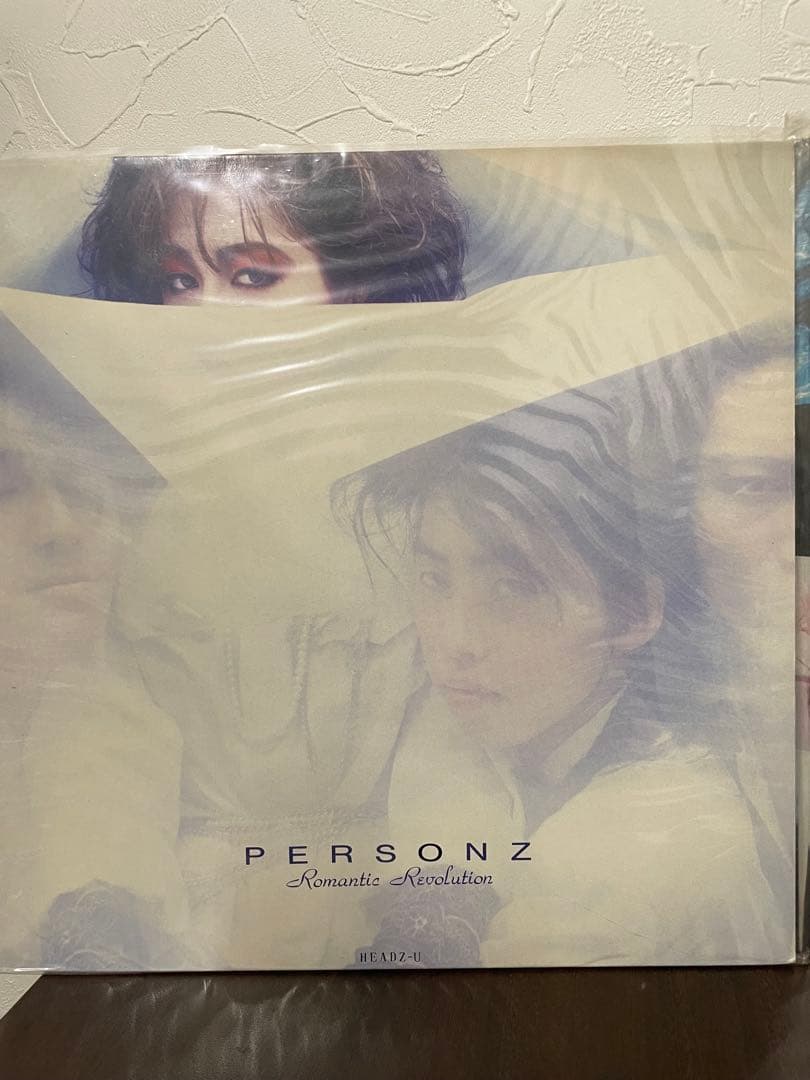 PERSONZ
Romantic Revolution
HEADZ-U